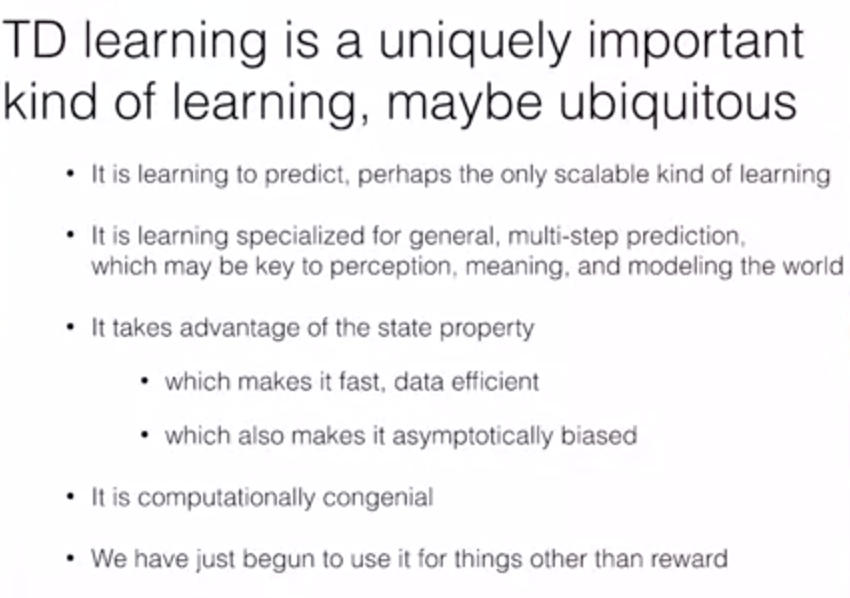 TD learning is a uniquely important
kind of learning, maybe ubiquitous
• It is learning to predict, perhaps the only scalable kind of learning
• It is learning specialized for general, multi-step prediction,
which may be key to perception, meaning, and modeling the world
• It takes advantage of the state property
• which makes it fast, data efficient
• which also makes it asymptotically biased
• It is computationally congenial
• We have just begun to use it for things other than reward